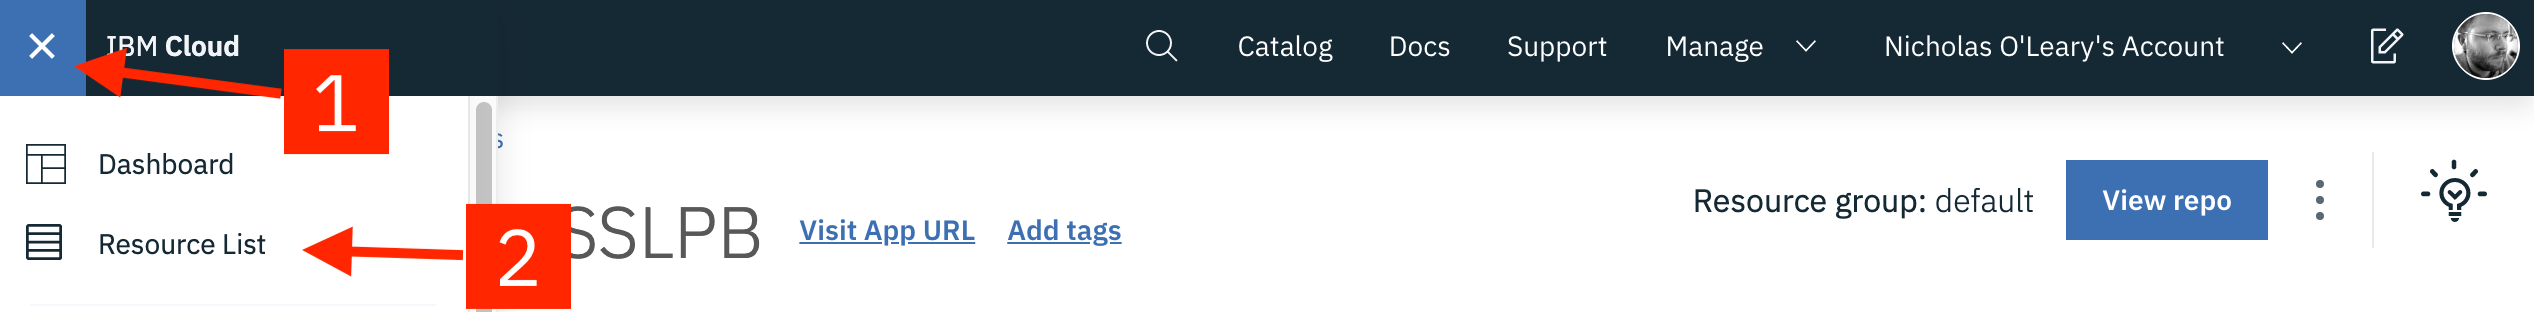 IBM Cloud
Catalog
Docs
Support
Manage
Nicholas O'Leary's Account
1
Dashboard
s
Resource List
2
SSLPB
Visit App URL
Add tags
Resource group: default
View repo